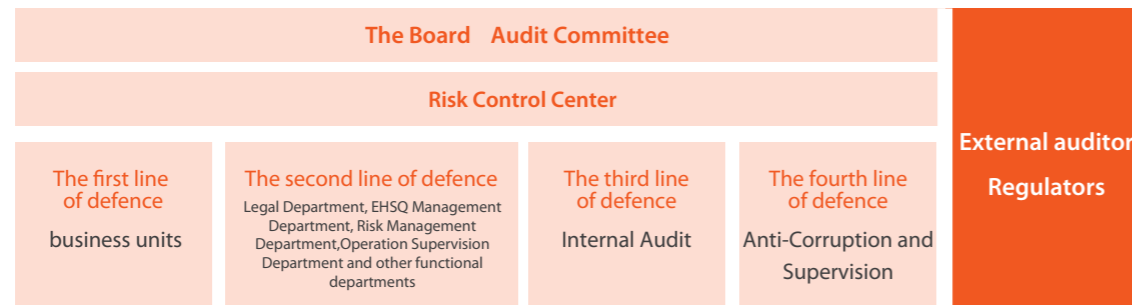 The Board Audit Committee
Risk Control Center
The first line
of defence
business units
The second line of defence
Legal Department, EHSQ Management
Department, Risk Management
Department,Operation Supervision
Department and other functional
departments
The third line
of defence
Internal Audit
The fourth line
of defence
Anti-Corruption and
Supervision
External auditor
Regulators